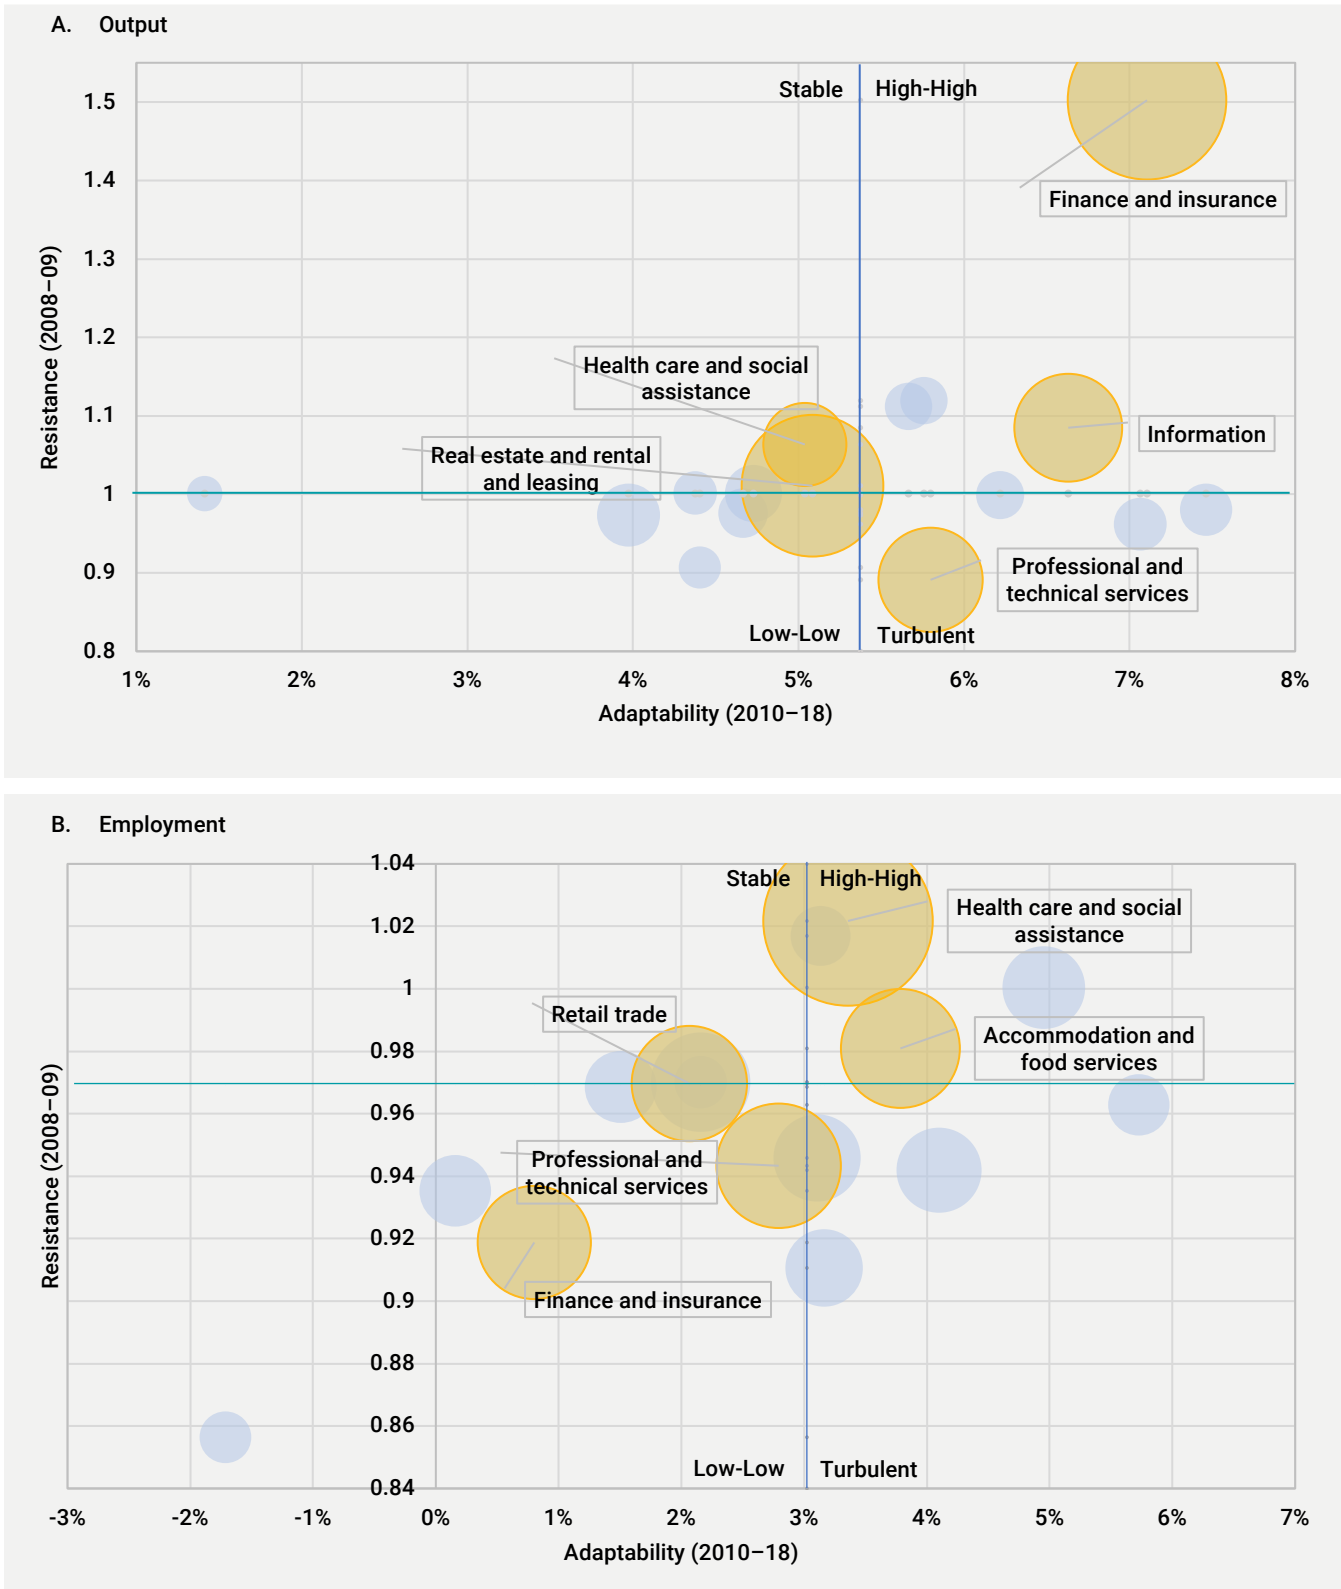 A. Output
Stable
High-High
1.5
1.4
Finance and insurance
1.3
1.2
Health care and social
assistance
1.1
Information
Real estate and rental
and leasing
1
Professional and
technical services
0.9
Low-Low
Turbulent
0.8
Resistance (2008–09)
1%
2%
3%
4%
5%
6%
7%
8%
Adaptability (2010–18)
B. Employment
1.04
Stable
High-High
Health care and social
assistance
1.02
1
Retail trade
Accommodation and
food services
0.98
0.96
Professional and
technical services
0.94
0.92
Finance and insurance
0.9
0.88
0.86
Low-Low
Turbulent
0.84
Resistance (2008–09)
-3%
-2%
-1%
0%
1%
2%
3%
4%
5%
6%
7%
Adaptability (2010–18)